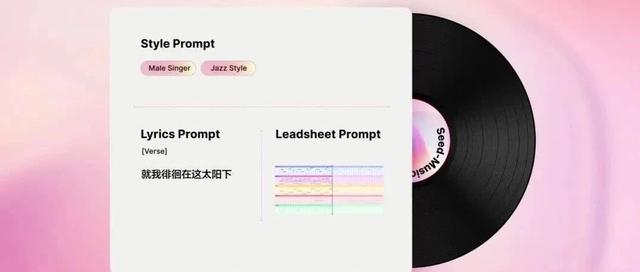 Style Prompt
Male Singer
Jazz Style
Lyrics Prompt
[Verse]
就我徘徊在这太阳下
Leadsheet Prompt
Seed-Music